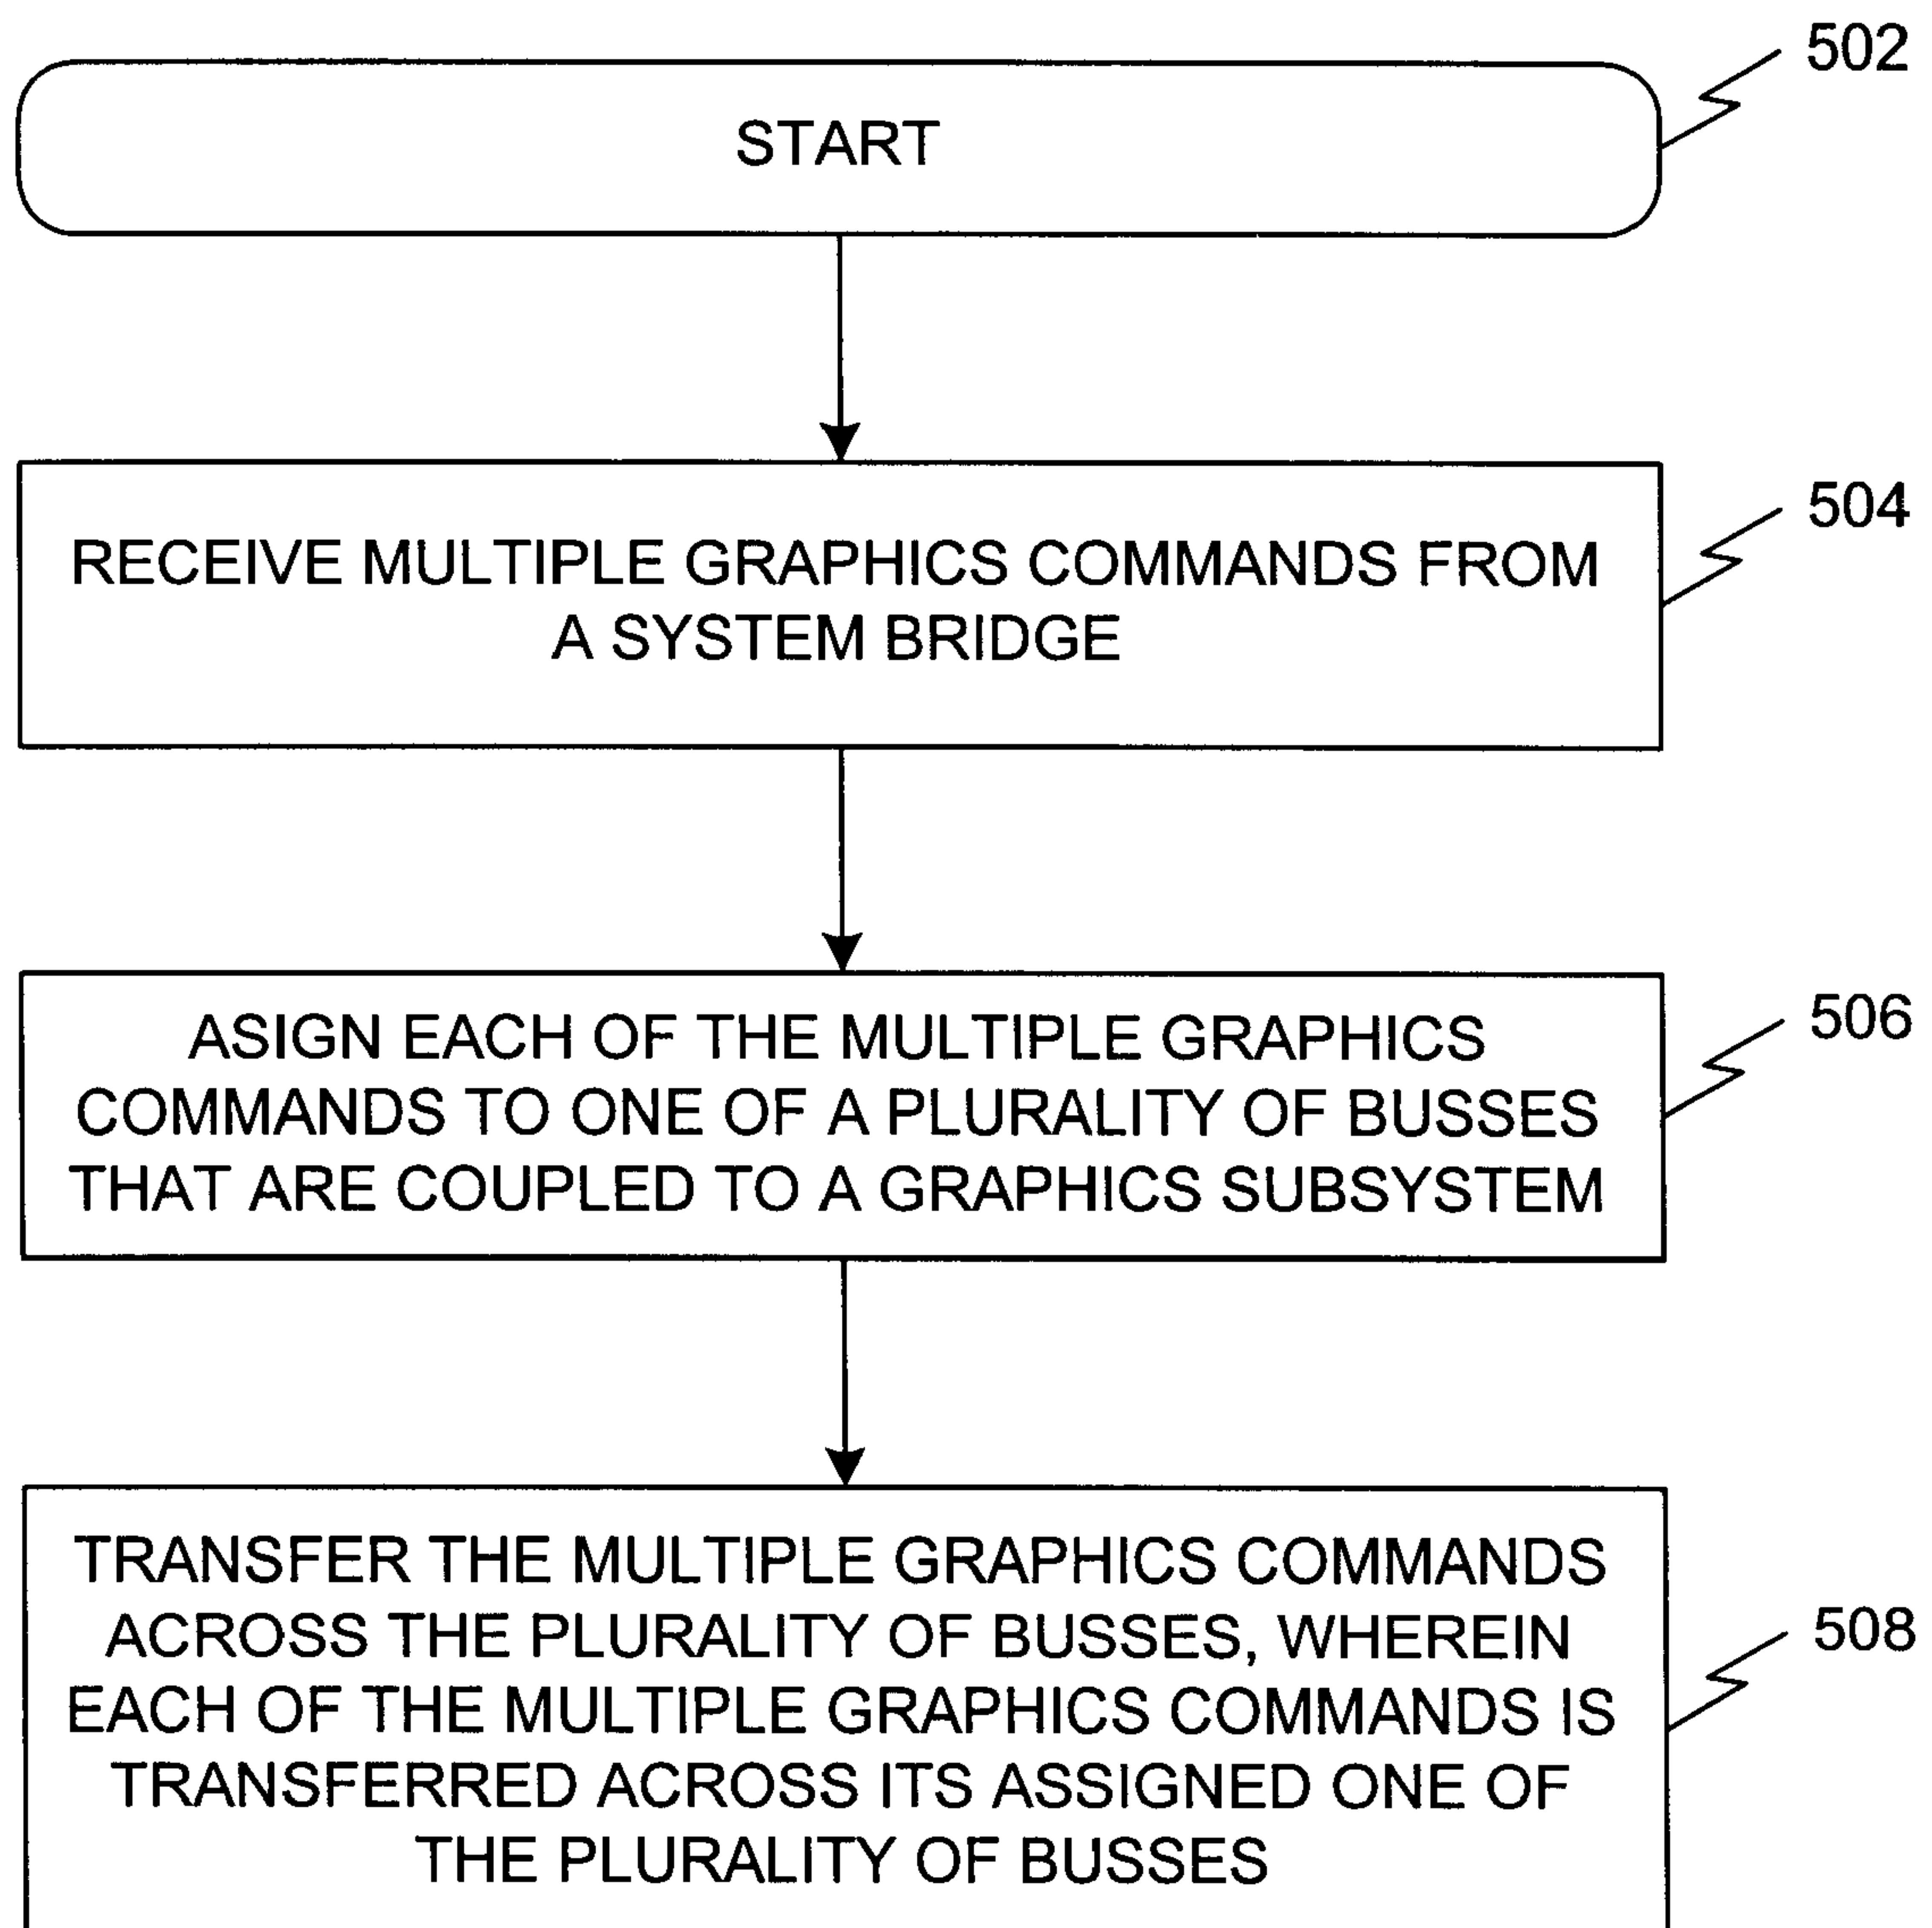 502
START
504
RECEIVE MULTIPLE GRAPHICS COMMANDS FROM
A SYSTEM BRIDGE
506
ASIGN EACH OF THE MULTIPLE GRAPHICS
COMMANDS TO ONE OF A PLURALITY OF BUSSES
THAT ARE COUPLED TO A GRAPHICS SUBSYSTEM
508
TRANSFER THE MULTIPLE GRAPHICS COMMANDS
ACROSS THE PLURALITY OF BUSSES, WHEREIN
EACH OF THE MULTIPLE GRAPHICS COMMANDS IS
TRANSFERRED ACROSS ITS ASSIGNED ONE OF
THE PLURALITY OF BUSSES